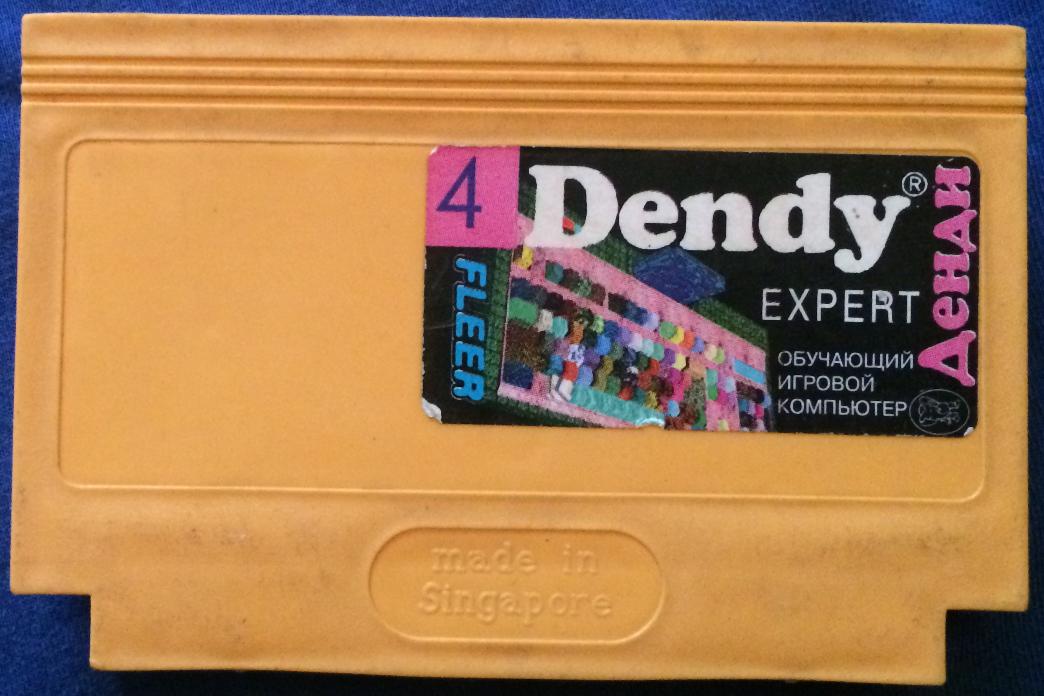 4
Dendy®
Денди
FLEER
EXPERT
ОБУЧАЮЩИЙ
ИГРОВОЙ
КОМПЬЮТЕР
made in
Singapore